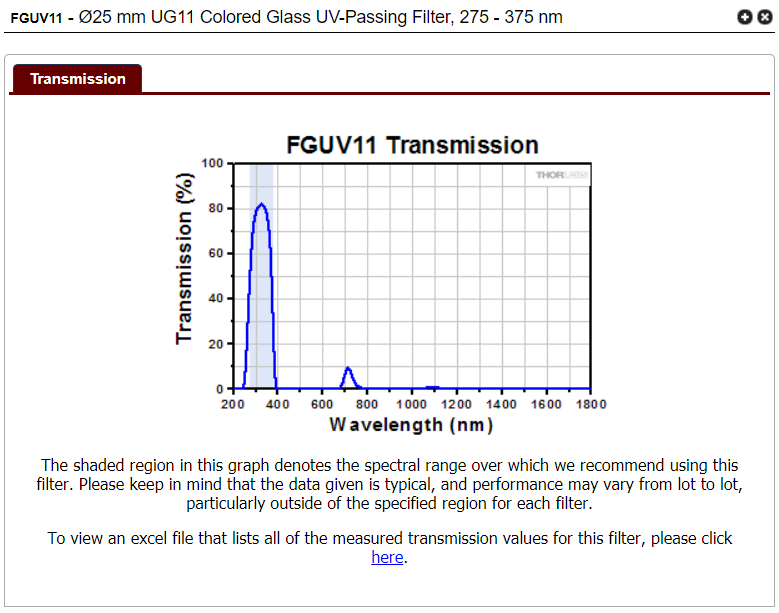 FGUV11 - Ø25 mm UG11 Colored Glass UV-Passing Filter, 275 - 375 nm
Transmission
FGUV11 Transmission
THORLABS
Transmission (%)
100
80
60
40
20
0
200 400 600 800 1000 1200 1400 1600 1800
Wavelength (nm)
The shaded region in this graph denotes the spectral range over which we recommend using this
filter. Please keep in mind that the data given is typical, and performance may vary from lot to lot,
particularly outside of the specified region for each filter.
To view an excel file that lists all of the measured transmission values for this filter, please click
here.